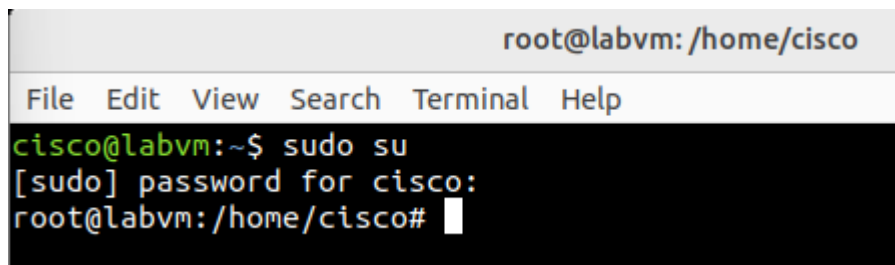 root@labvm: /home/cisco
File Edit View Search Terminal Help
cisco@labvm:~$ sudo su
[sudo] password for cisco:
root@labvm:/home/cisco#